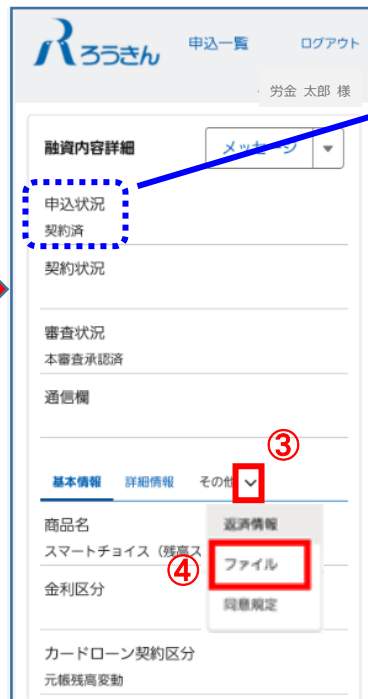 ろうきん 申込一覧 ログアウト
労金 太郎 様
融資内容詳細 メッセージ
申込状況
契約済
契約状況
審査状況
本審査承認済
通信欄
③
基本情報 詳細情報 その他
商品名 返済情報
スマートチョイス（残高ス
④ ファイル
金利区分 同意規定
カードローン契約区分
元帳残高変動